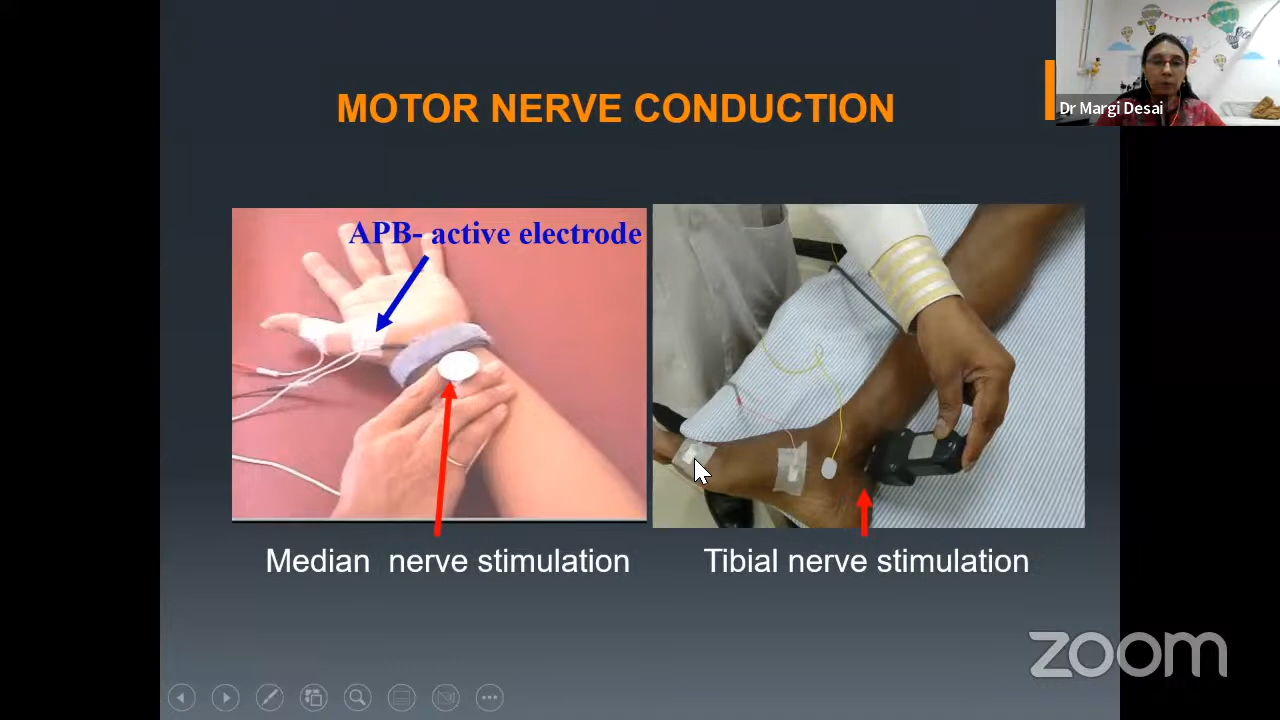 MOTOR NERVE CONDUCTION
Dr Margi Desai
APB- active electrode
Median nerve stimulation
Tibial nerve stimulation
zoom